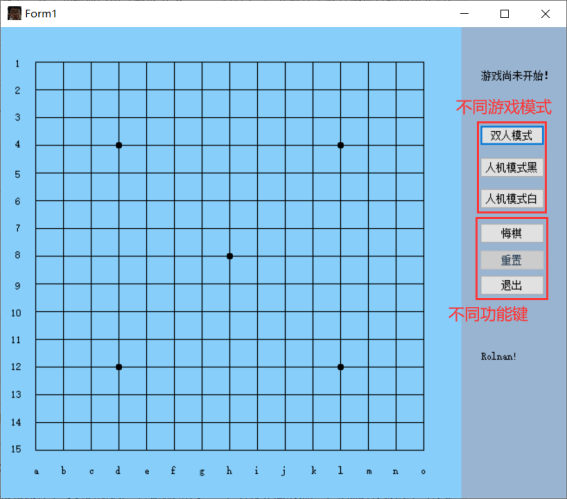 Form1
游戏尚未开始!
不同游戏模式
双人模式
人机模式黑
人机模式白
悔棋
重置
退出
不同功能键
Rolnan!
1
2
3
4
5
6
7
8
9
10
11
12
13
14
15
a b c d e f g h i j k l m n o